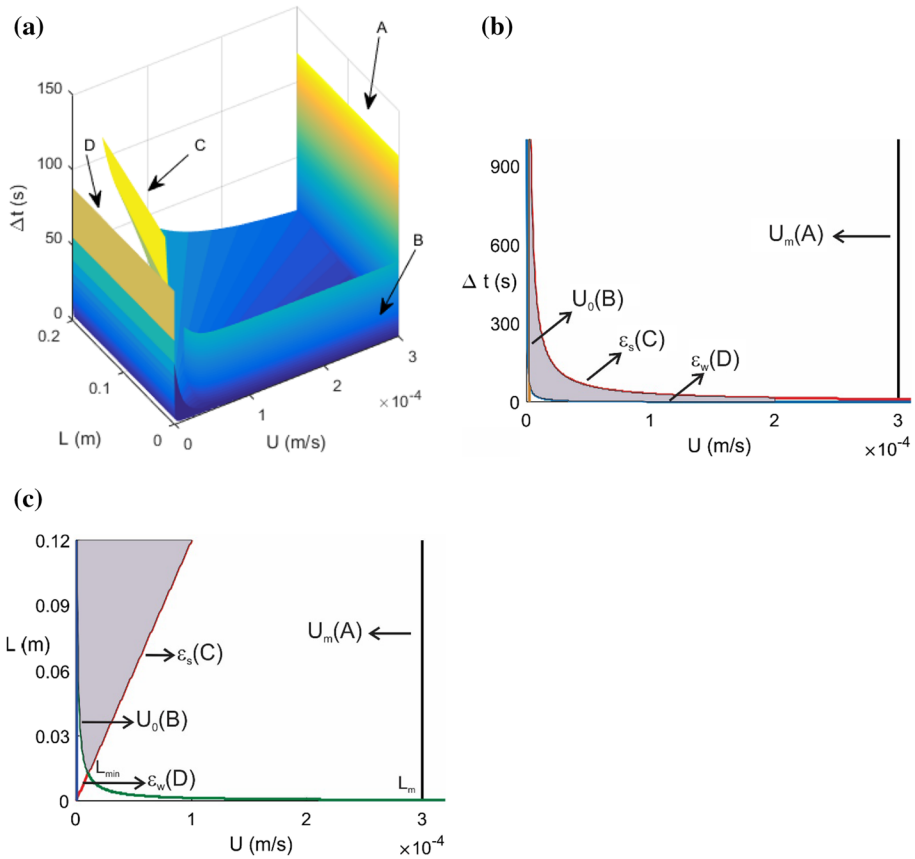 (a)
A
150
D
C
100
Δt (s)
50
B
0
0.2
3
0.1
2
×10⁻⁴
1
L (m)
0
0
U (m/s)
(b)
900
Uₘ(A)
600
Δ t (s)
U₀(B)
300
εₛ(C)
ε_w(D)
0
0
1
2
3
U (m/s)
×10⁻⁴
(c)
0.12
0.09
Uₘ(A)
L (m)
εₛ(C)
0.06
U₀(B)
0.03
L_min
ε_w(D)
Lₘ
0
0
1
2
3
U (m/s)
×10⁻⁴